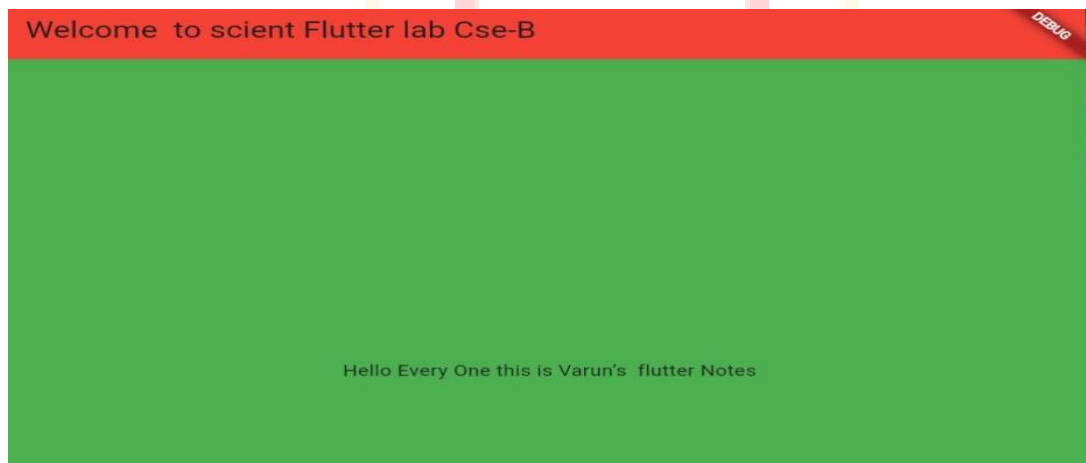 Welcome  to scient Flutter lab Cse-B
DEBUG
Hello Every One this is Varun's  flutter Notes